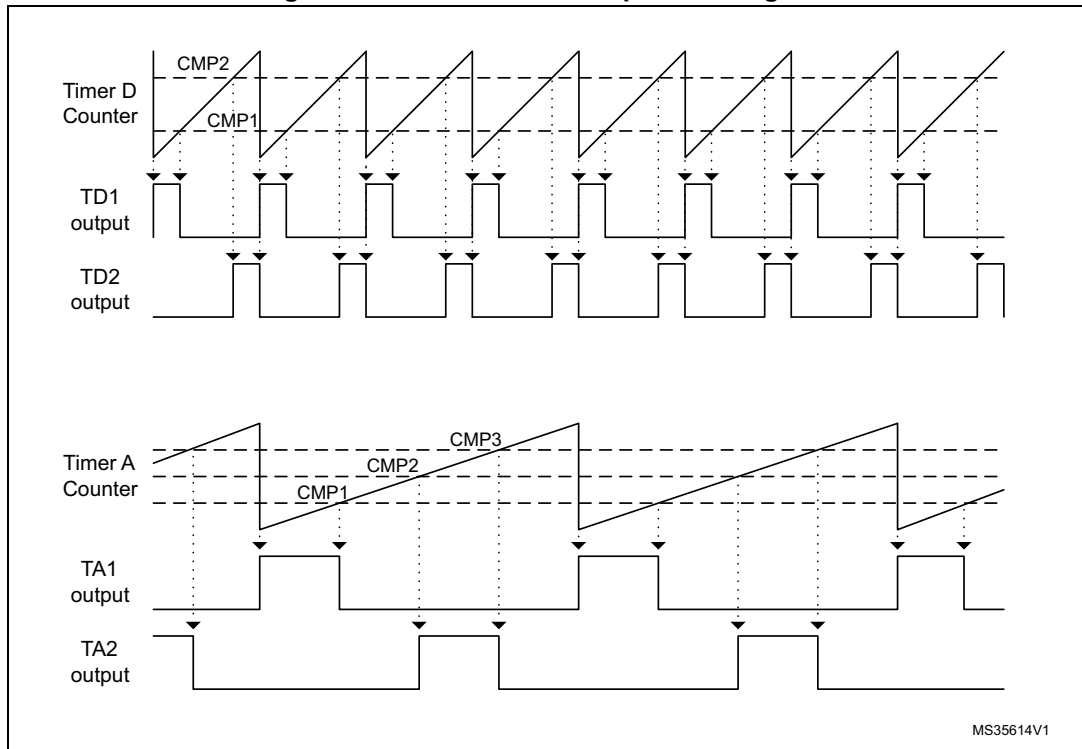 CMP2
Timer D
Counter
CMP1
TD1
output
TD2
output
CMP3
Timer A
Counter
CMP2
CMP1
TA1
output
TA2
output
MS35614V1